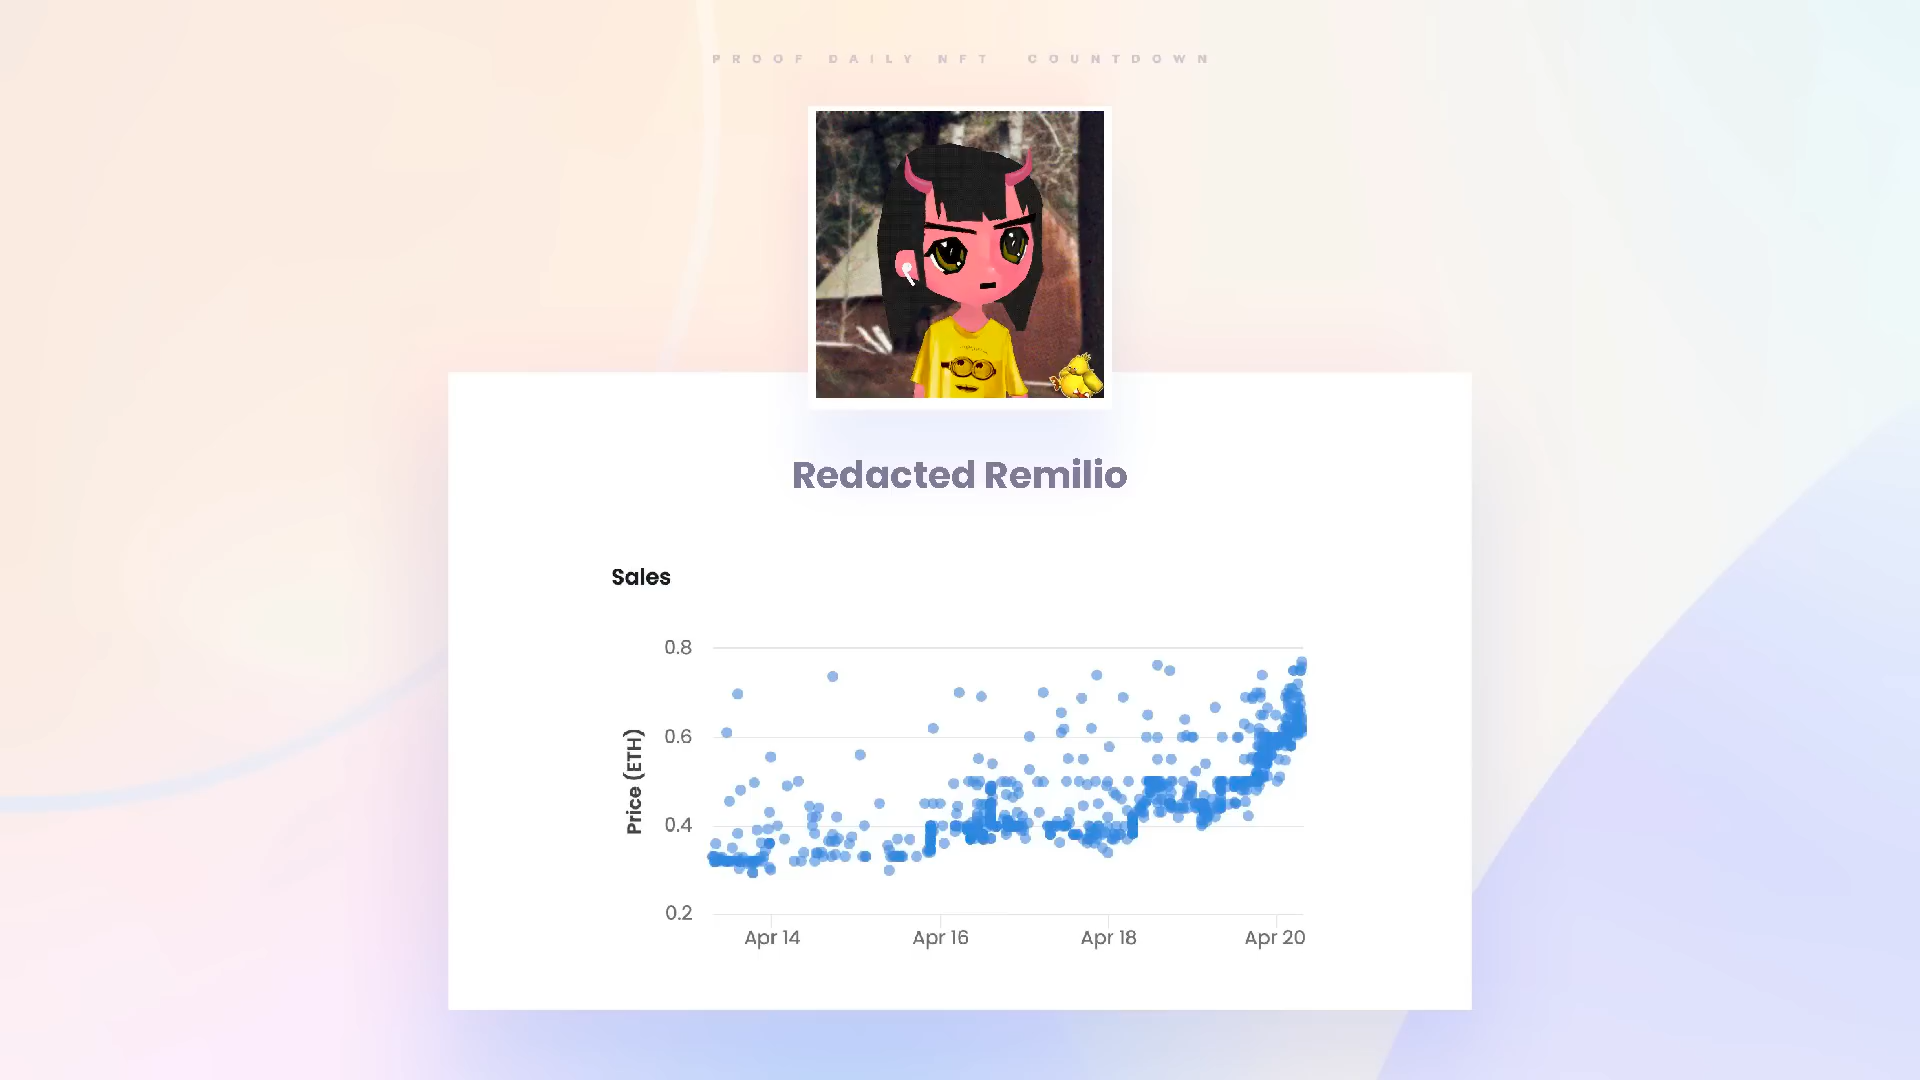 PROOF DAILY NFT COUNTDOWN
Redacted Remilio
Sales
Price (ETH)
0.8
0.6
0.4
0.2
Apr 14
Apr 16
Apr 18
Apr 20